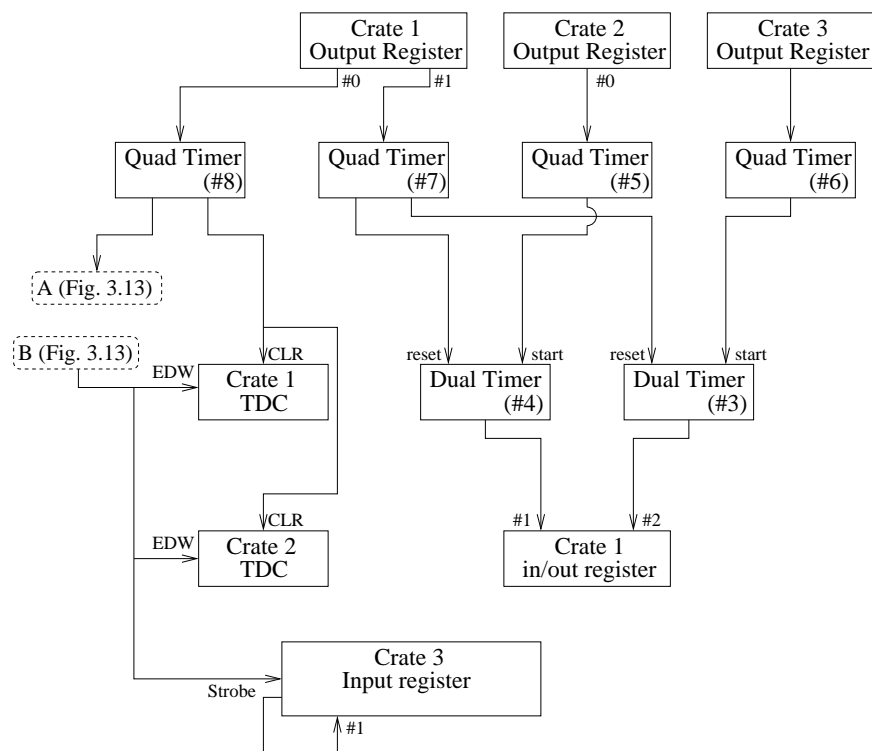 Crate 1
Output Register
Crate 2
Output Register
Crate 3
Output Register
#0
#1
#0
Quad Timer
(#8)
Quad Timer
(#7)
Quad Timer
(#5)
Quad Timer
(#6)
A (Fig. 3.13)
B (Fig. 3.13)
CLR
reset
start
reset
start
EDW
Crate 1
TDC
Dual Timer
(#4)
Dual Timer
(#3)
CLR
#1
#2
EDW
Crate 2
TDC
Crate 1
in/out register
Crate 3
Input register
Strobe
#1